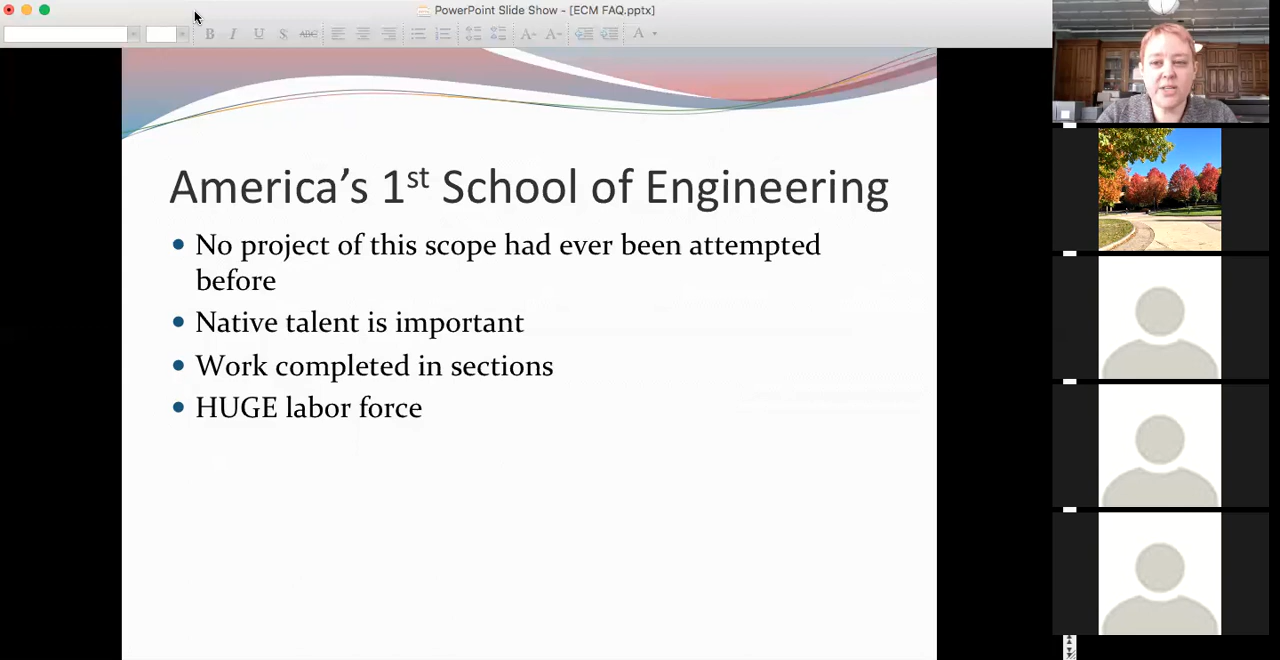 PowerPoint Slide Show - [ECM FAQ.pptx]
B I U S ABC A A A
America’s 1st School of Engineering
• No project of this scope had ever been attempted
before
• Native talent is important
• Work completed in sections
• HUGE labor force